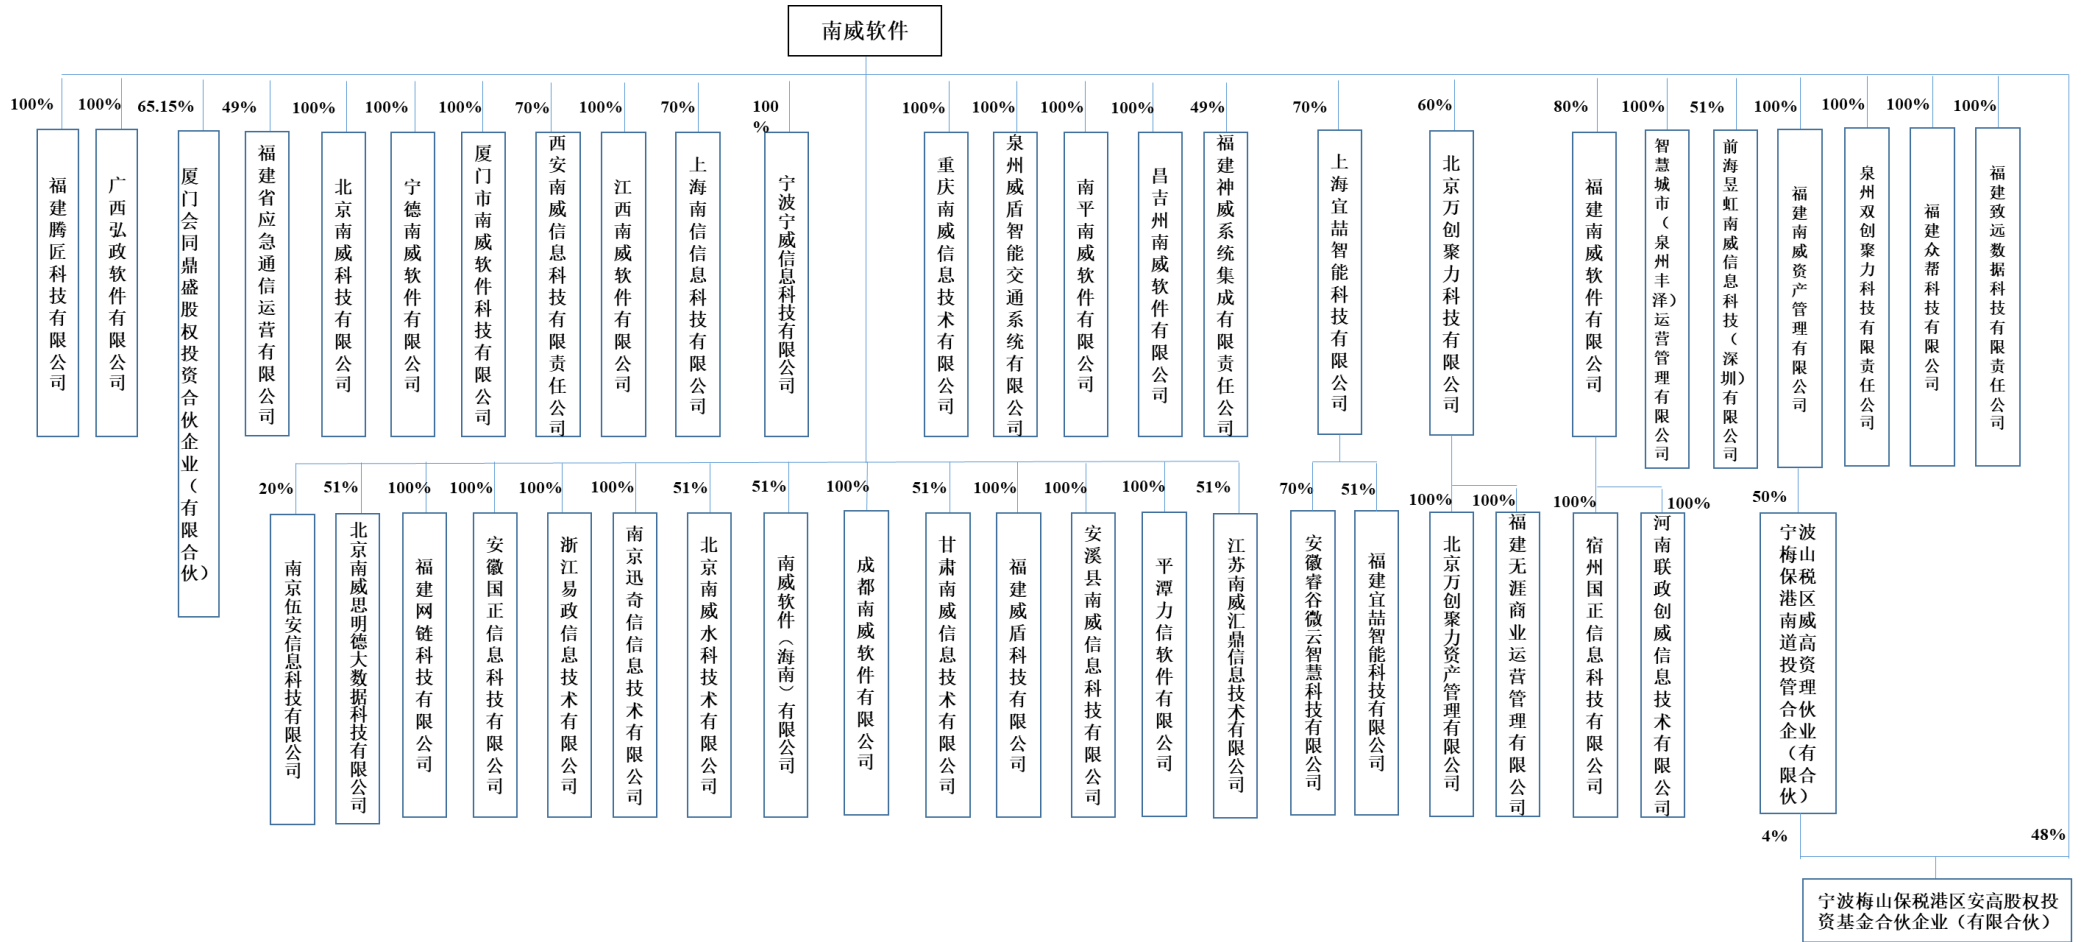 南威软件
100%
福建腾匠科技有限公司
100%
广西弘政软件有限公司
65.15%
厦门会同鼎盛股权投资合伙企业（有限合伙）
49%
福建省应急通信运营有限公司
100%
北京南威科技有限公司
100%
宁德南威软件有限公司
100%
厦门市南威软件科技有限公司
70%
西安南威信息科技有限责任公司
100%
江西南威软件有限公司
70%
上海南信信息科技有限公司
100
%
宁波宁威信息科技有限公司
100%
重庆南威信息技术有限公司
100%
泉州威盾智能交通系统有限公司
100%
南平南威软件有限公司
100%
昌吉州南威软件有限公司
49%
福建神威系统集成有限责任公司
70%
上海宜喆智能科技有限公司
60%
北京万创聚力科技有限公司
80%
福建南威软件有限公司
100%
智慧城市（泉州丰泽）运营管理有限公司
51%
前海昱虹南威信息科技（深圳）有限公司
100%
福建南威资产管理有限公司
100%
泉州双创聚力科技有限责任公司
100%
福建众帮科技有限公司
100%
福建致远数据科技有限责任公司
20%
南京伍安信息科技有限公司
51%
北京南威思明德大数据科技有限公司
100%
福建网链科技有限公司
100%
安徽国正信息科技有限公司
100%
浙江易政信息技术有限公司
100%
南京迅奇信信息技术有限公司
51%
北京南威水科技术有限公司
51%
南威软件（海南）有限公司
100%
成都南威软件有限公司
51%
甘肃南威信息技术有限公司
100%
福建威盾科技有限公司
100%
安溪县南威信息科技有限公司
100%
平潭力信软件有限公司
51%
江苏南威汇鼎信息技术有限公司
70%
安徽睿谷微云智慧科技有限公司
51%
福建宜喆智能科技有限公司
100%
北京万创聚力资产管理有限公司
100%
福建无涯商业运营管理有限公司
100%
宿州国正信息科技有限公司
100%
河南联政创威信息技术有限公司
50%
宁波
梅山
保税
港区
南威
道高
投资
管理
合伙
企业
（有
限合
伙）
4%
48%
宁波梅山保税港区安高股权投
资基金合伙企业（有限合伙）